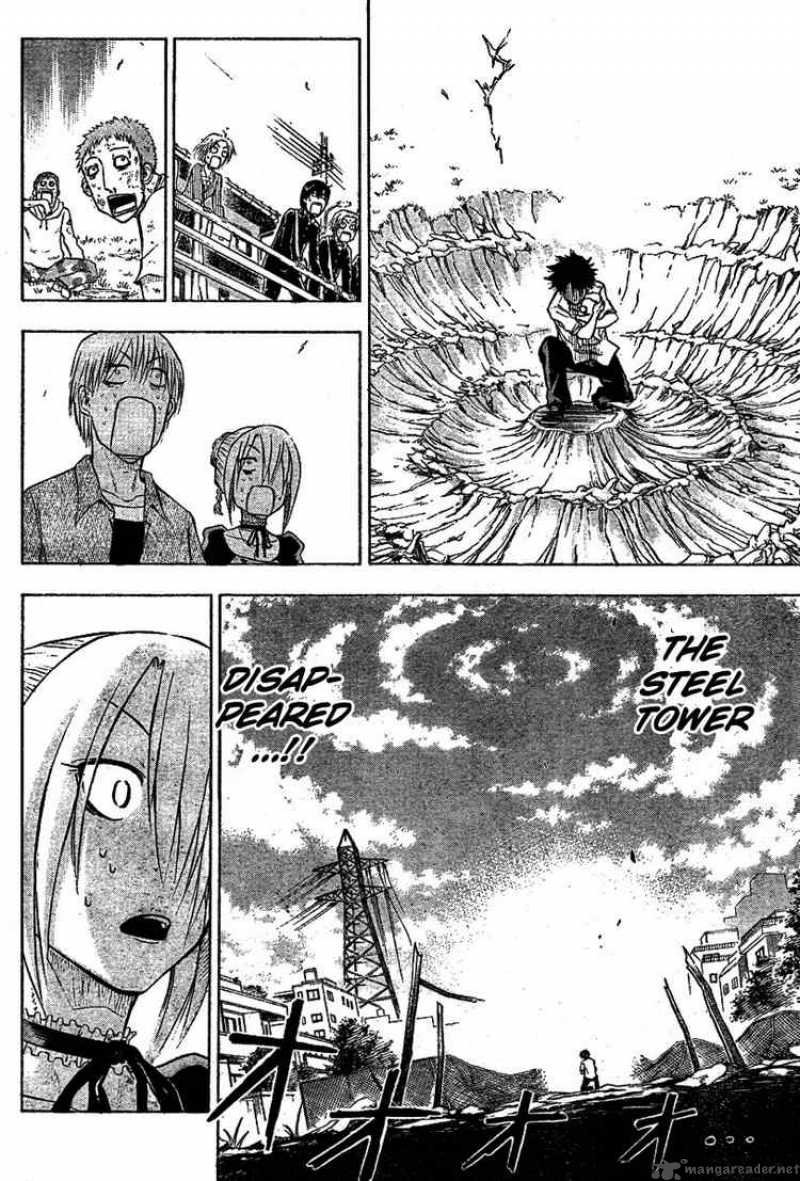 THE
STEEL
TOWER
DISAP-
PEARED
...!!
オオオオ...
mangareader.net